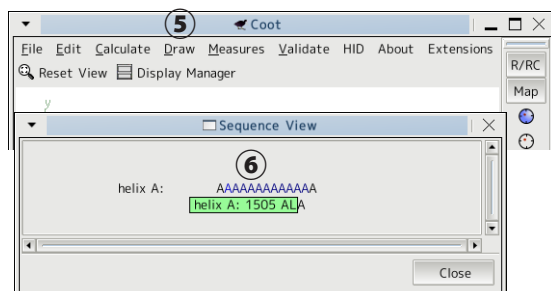 ⑤ Coot
File Edit Calculate Draw Measures Validate HID About Extensions
Reset View Display Manager
R/RC
Map
y
Sequence View
⑥
helix A: AAAAAAAAAAAAAA
helix A: 1505 ALA
Close